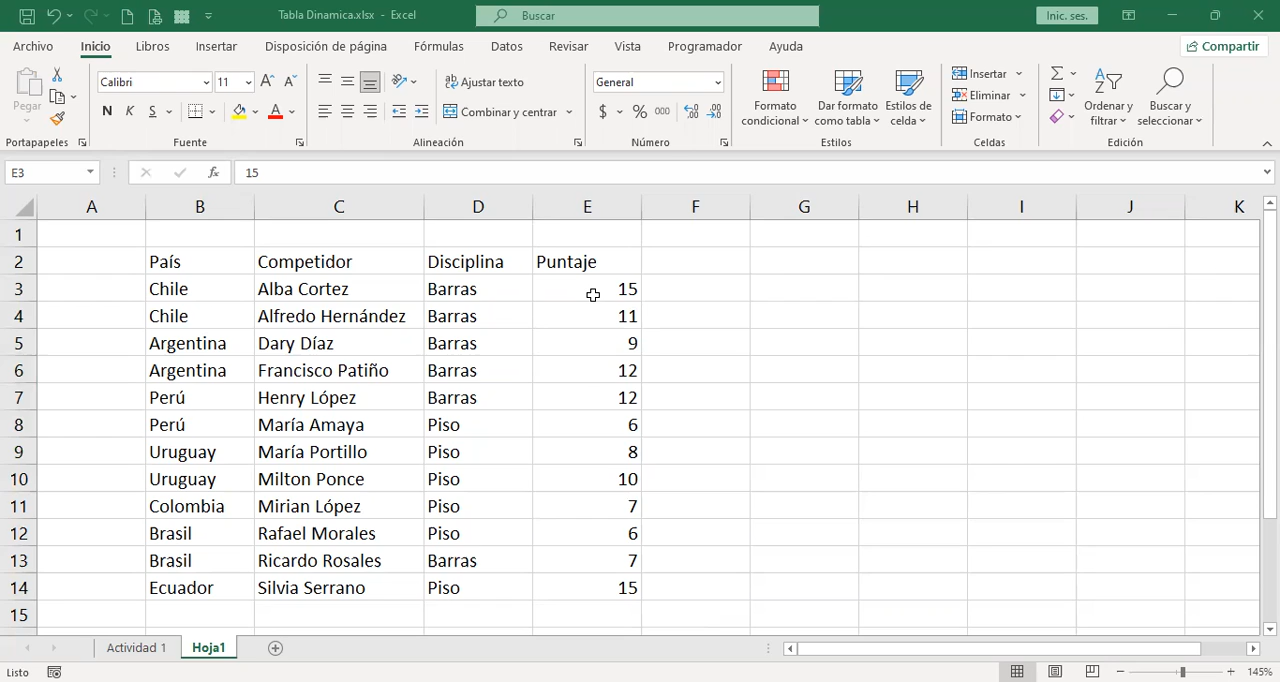 Tabla Dinamica.xlsx - Excel
Buscar
Inic. ses.
Archivo Inicio Libros Insertar Disposición de página Fórmulas Datos Revisar Vista Programador Ayuda Compartir
Pegar
Calibri 11
N K S
Ajustar texto
Combinar y centrar
General
$ % 000
Formato condicional
Dar formato como tabla
Estilos de celda
Insertar
Eliminar
Formato
Ordenar y filtrar
Buscar y seleccionar
Portapapeles Fuente Alineación Número Estilos Celdas Edición
E3 fx 15
A B C D E F G H I J K
1
2 País Competidor Disciplina Puntaje
3 Chile Alba Cortez Barras 15
4 Chile Alfredo Hernández Barras 11
5 Argentina Dary Díaz Barras 9
6 Argentina Francisco Patiño Barras 12
7 Perú Henry López Barras 12
8 Perú María Amaya Piso 6
9 Uruguay María Portillo Piso 8
10 Uruguay Milton Ponce Piso 10
11 Colombia Mirian López Piso 7
12 Brasil Rafael Morales Piso 6
13 Brasil Ricardo Rosales Barras 7
14 Ecuador Silvia Serrano Piso 15
15
Actividad 1 Hoja1
Listo 145%